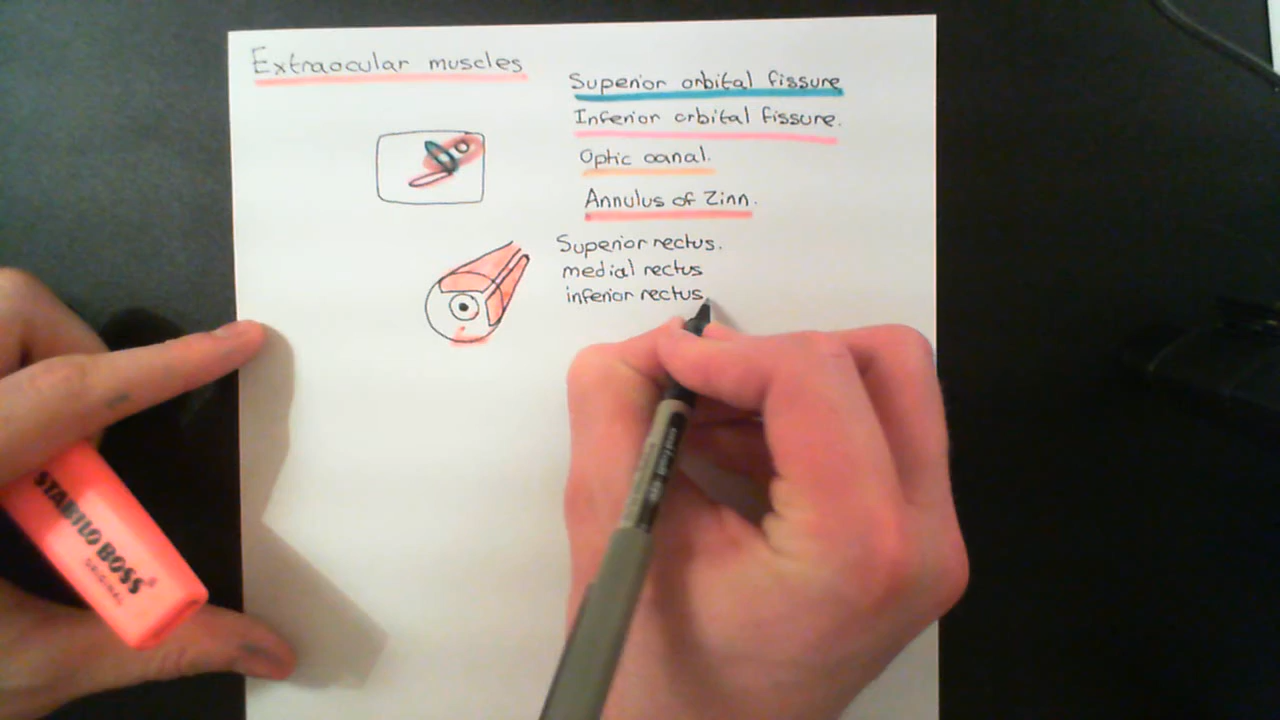 Extraocular muscles
Superior orbital fissure
Inferior orbital fissure.
Optic canal.
Annulus of Zinn.
Superior rectus.
medial rectus
inferior rectus
STABILO BOSS
ORIGINAL